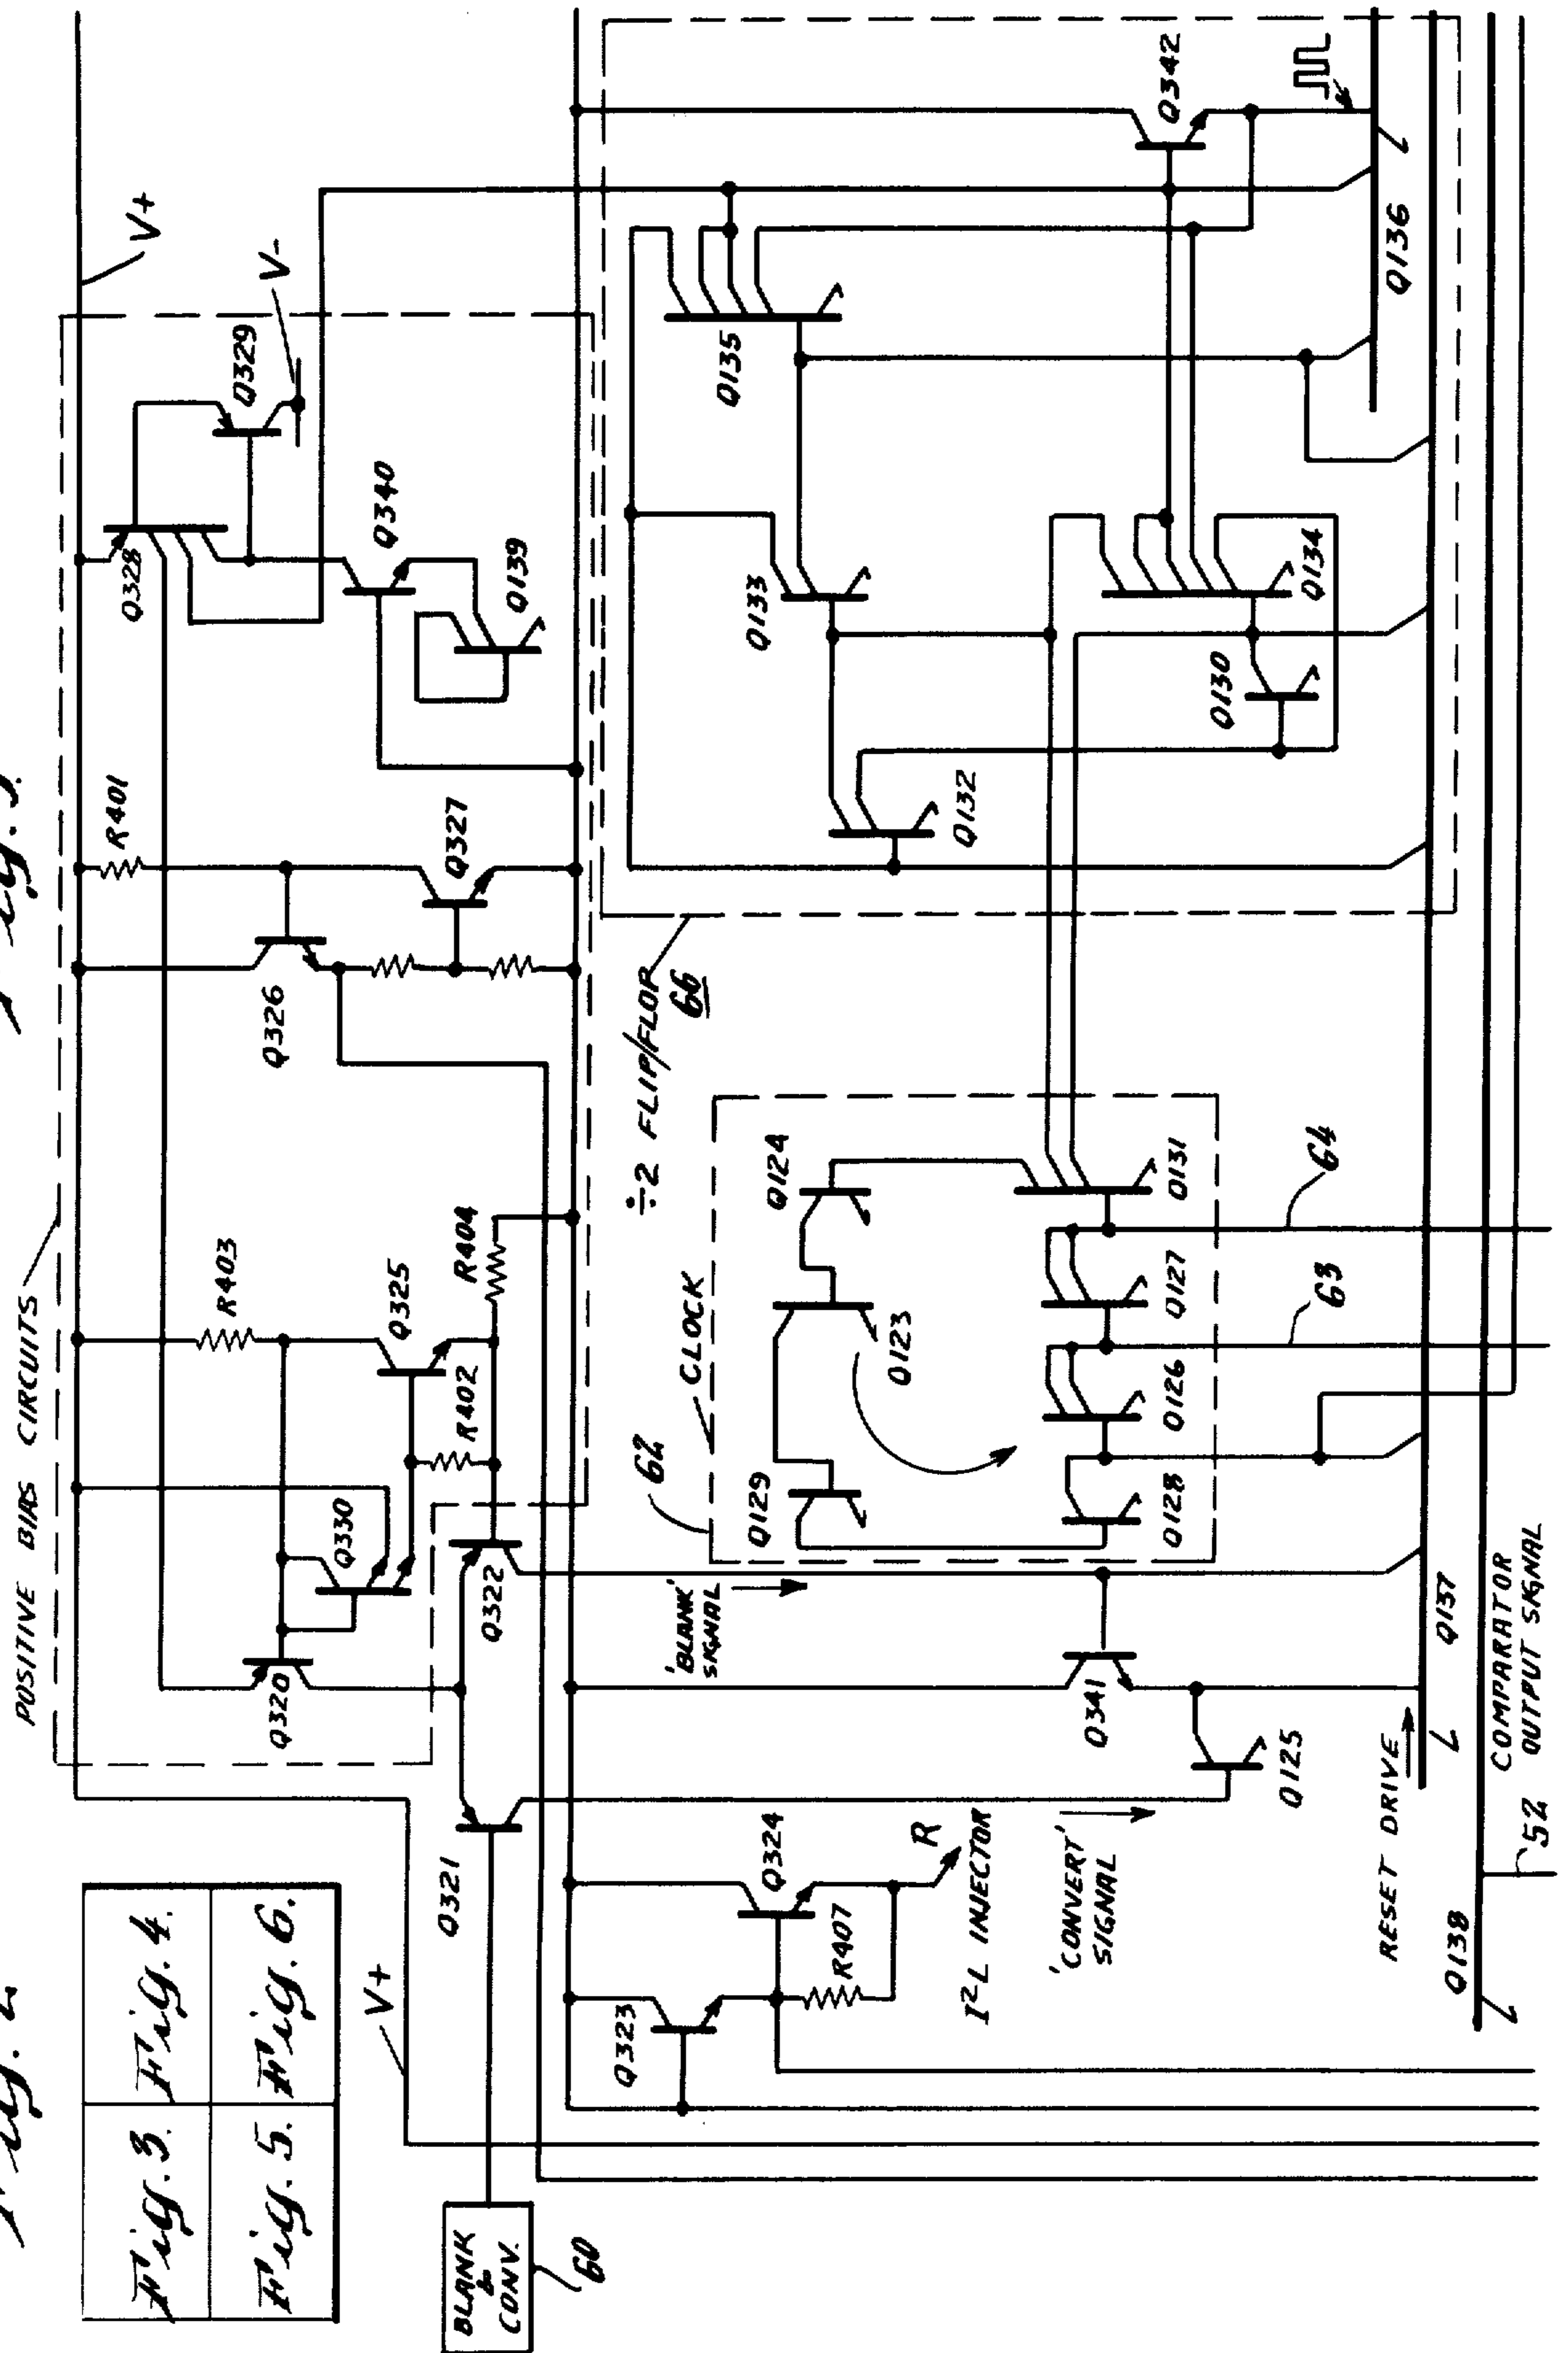 Fig. 3.
POSITIVE BIAS CIRCUITS
V+
V-
Q328
Q329
Q340
Q139
R401
Q326
Q327
R403
Q325
R402
R404
Q330
Q320
Q322
Q321
V+
Fig. 3.
Fig. 4.
Fig. 5.
Fig. 6.
BLANK
&
CONV.
60
Q323
Q324
R407
R
I²L INJECTOR
'CONVERT'
SIGNAL
'BLANK'
SIGNAL
Q341
Q125
RESET DRIVE
62
CLOCK
Q129
Q123
Q124
Q128
Q126
Q127
Q131
63
64
÷2 FLIP/FLOP
66
Q132
Q133
Q135
Q130
Q134
Q342
Q136
Q137
Q138
COMPARATOR
OUTPUT SIGNAL
52